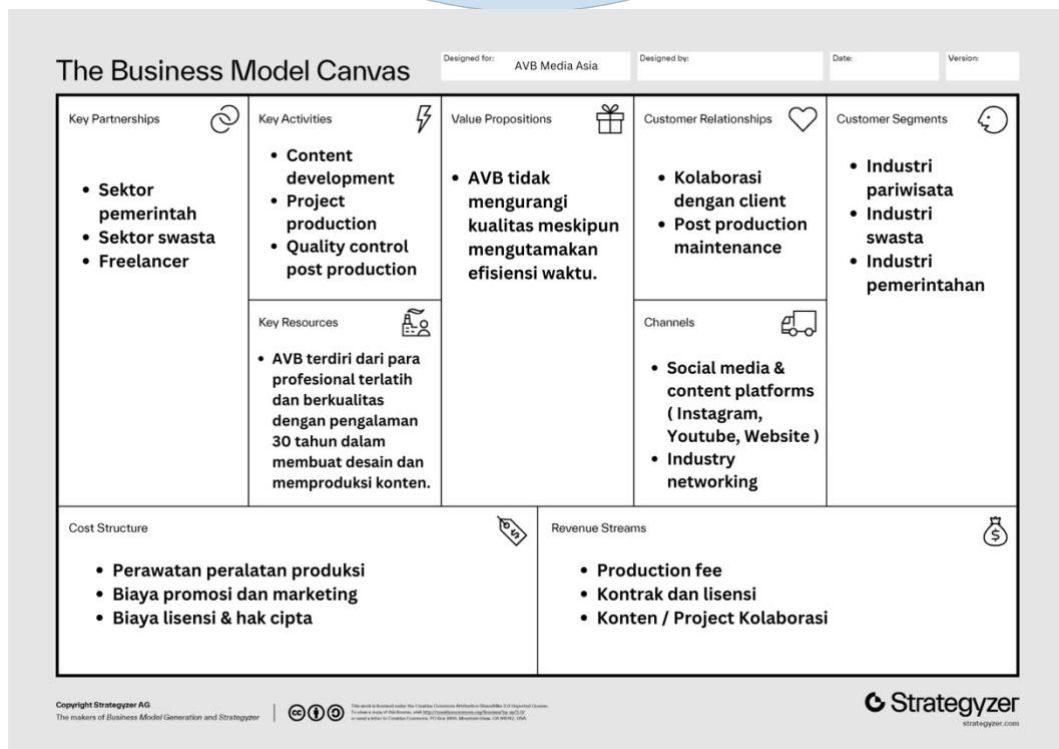 The Business Model Canvas
Designed for:
AVB Media Asia
Designed by:
Date:
Version:
Key Partnerships
• Sektor
pemerintah
• Sektor swasta
• Freelancer
Key Activities
• Content
development
• Project
production
• Quality control
post production
Key Resources
• AVB terdiri dari para
profesional terlatih
dan berkualitas
dengan pengalaman
30 tahun dalam
membuat desain dan
memproduksi konten.
Value Propositions
• AVB tidak
mengurangi
kualitas meskipun
mengutamakan
efisiensi waktu.
Customer Relationships
• Kolaborasi
dengan client
• Post production
maintenance
Channels
• Social media &
content platforms
( Instagram,
Youtube, Website )
• Industry
networking
Customer Segments
• Industri
pariwisata
• Industri
swasta
• Industri
pemerintahan
Cost Structure
• Perawatan peralatan produksi
• Biaya promosi dan marketing
• Biaya lisensi & hak cipta
Revenue Streams
• Production fee
• Kontrak dan lisensi
• Konten / Project Kolaborasi
Copyright Strategyzer AG
The makers of Business Model Generation and Strategyzer
Strategyzer
strategyzer.com